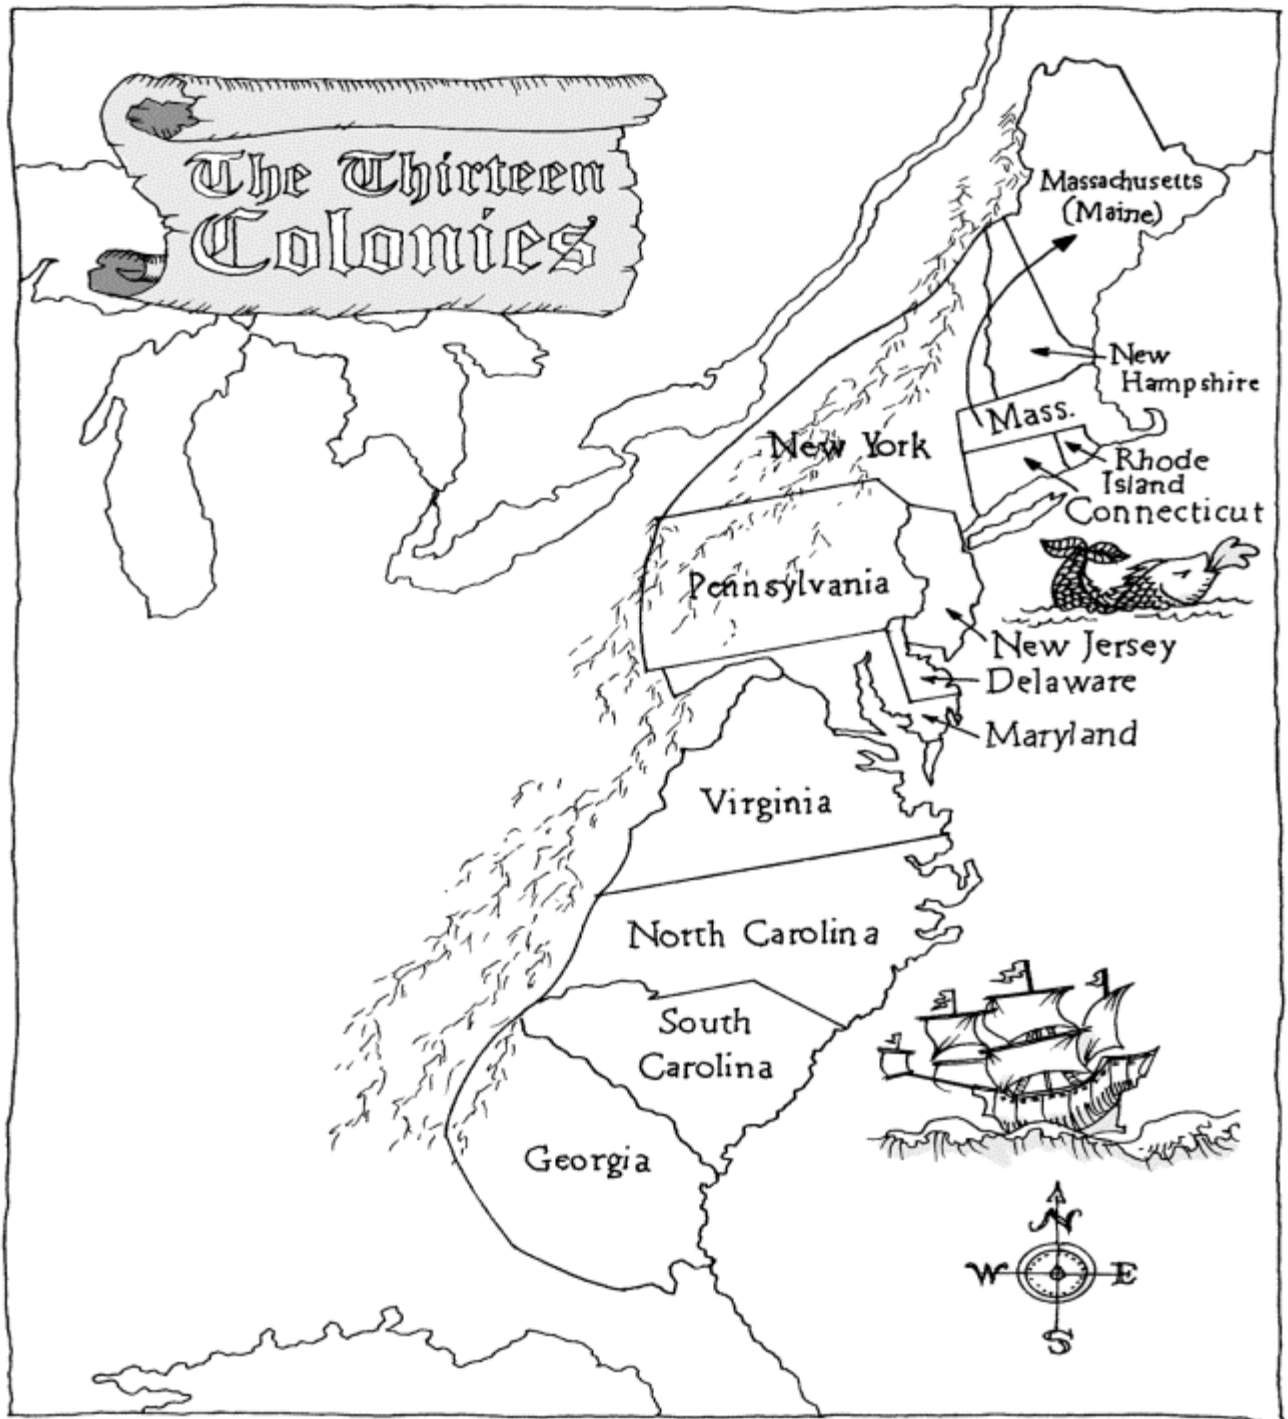 The Thirteen
Colonies
Massachusetts
(Maine)
New
Hampshire
Mass.
New York
Rhode
Island
Connecticut
Pennsylvania
New Jersey
Delaware
Maryland
Virginia
North Carolina
South
Carolina
Georgia
N
W
E
S